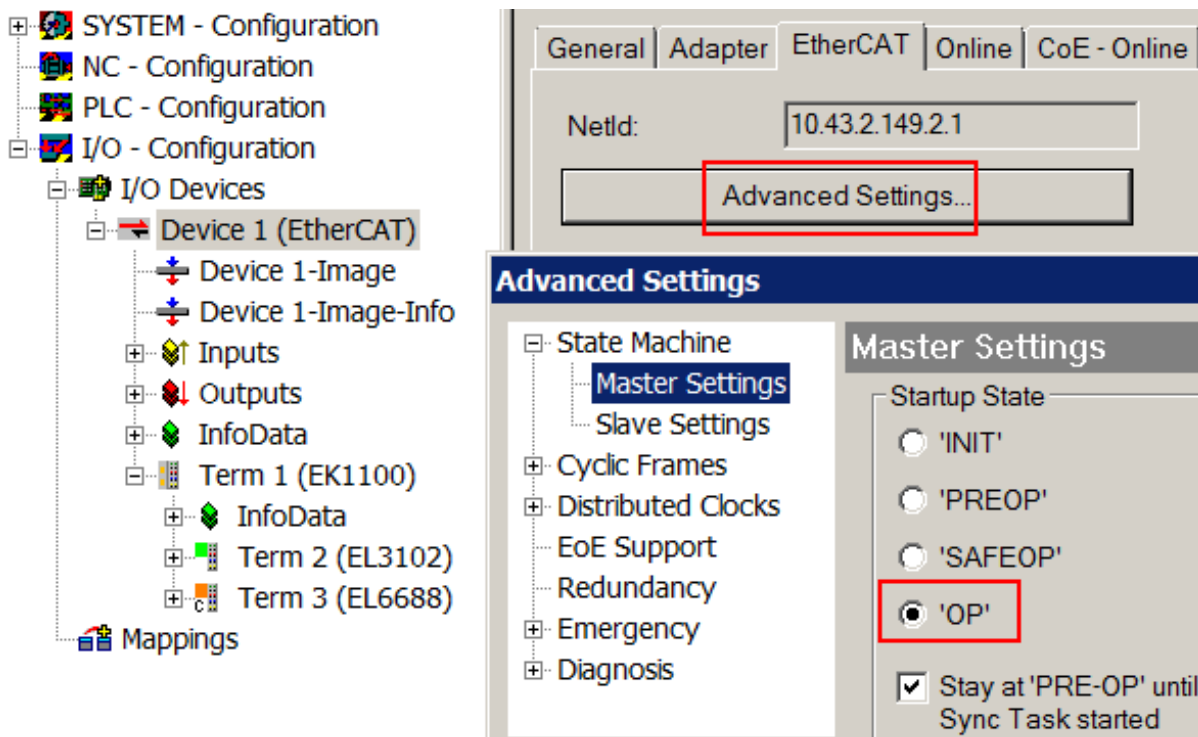 SYSTEM - Configuration
NC - Configuration
PLC - Configuration
I/O - Configuration
I/O Devices
Device 1 (EtherCAT)
Device 1-Image
Device 1-Image-Info
Inputs
Outputs
InfoData
Term 1 (EK1100)
InfoData
Term 2 (EL3102)
c Term 3 (EL6688)
Mappings
General Adapter EtherCAT Online CoE - Online
NetId: 10.43.2.149.2.1
Advanced Settings...
Advanced Settings
State Machine
Master Settings
Slave Settings
Cyclic Frames
Distributed Clocks
EoE Support
Redundancy
Emergency
Diagnosis
Master Settings
Startup State
'INIT'
'PREOP'
'SAFEOP'
'OP'
Stay at 'PRE-OP' until
Sync Task started